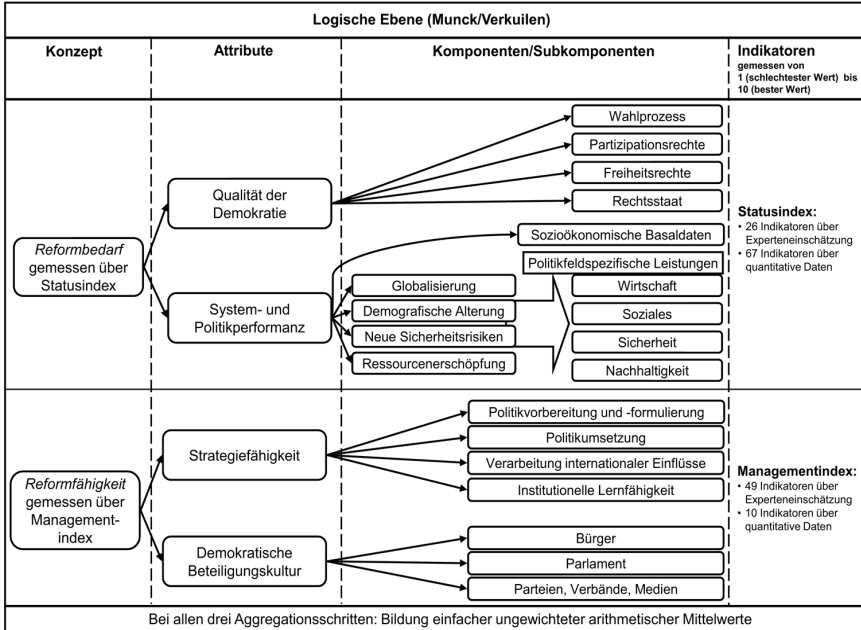 Logische Ebene (Munck/Verkuilen)
Konzept
Attribute
Komponenten/Subkomponenten
Indikatoren
gemessen von
1 (schlechtester Wert) bis
10 (bester Wert)
Reformbedarf
gemessen über
Statusindex
Qualität der
Demokratie
Wahlprozess
Partizipationsrechte
Freiheitsrechte
Rechtsstaat
System- und
Politikperformanz
Sozioökonomische Basaldaten
Politikfeldspezifische Leistungen
Globalisierung
Demografische Alterung
Neue Sicherheitsrisiken
Ressourcenerschöpfung
Wirtschaft
Soziales
Sicherheit
Nachhaltigkeit
Statusindex:
• 26 Indikatoren über
Experteneinschätzung
• 67 Indikatoren über
quantitative Daten
Reformfähigkeit
gemessen über
Management-
index
Strategiefähigkeit
Politikvorbereitung und -formulierung
Politikumsetzung
Verarbeitung internationaler Einflüsse
Institutionelle Lernfähigkeit
Demokratische
Beteiligungskultur
Bürger
Parlament
Parteien, Verbände, Medien
Managementindex:
• 49 Indikatoren über
Experteneinschätzung
• 10 Indikatoren über
quantitative Daten
Bei allen drei Aggregationsschritten: Bildung einfacher ungewichteter arithmetischer Mittelwerte